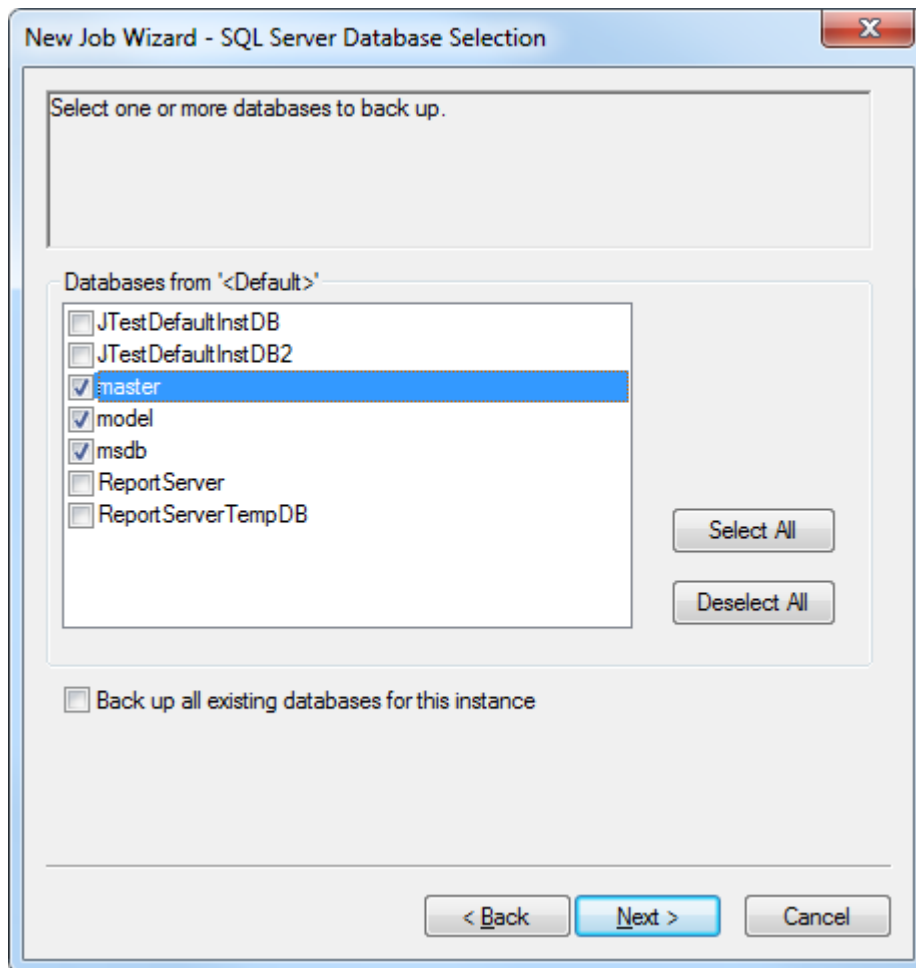 New Job Wizard - SQL Server Database Selection
Select one or more databases to back up.
Databases from '<Default>'
JTestDefaultInstDB
JTestDefaultInstDB2
master
model
msdb
ReportServer
ReportServerTempDB
Select All
Deselect All
Back up all existing databases for this instance
< Back
Next >
Cancel